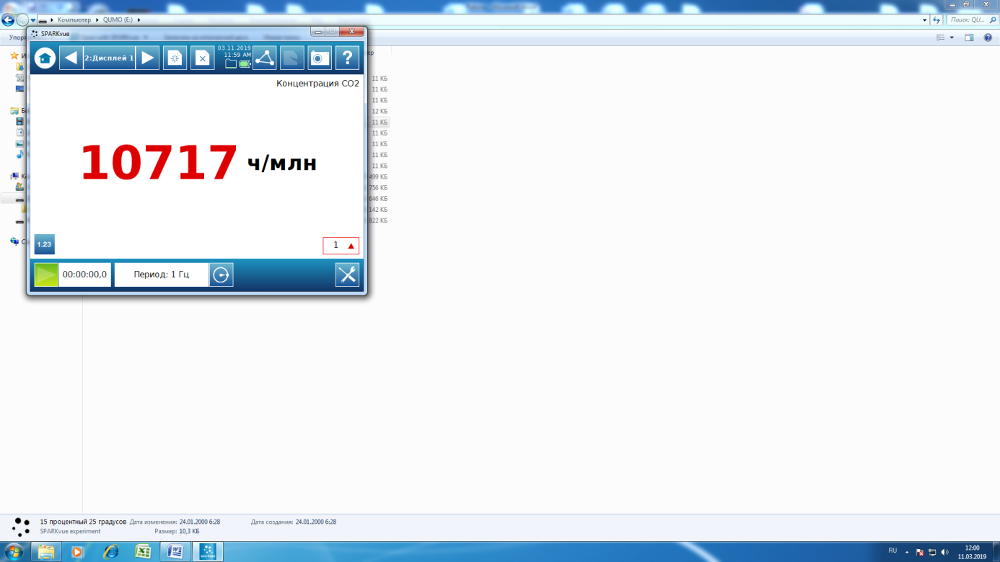 Компьютер
QUMO (E:)
Поиск: QU...
SPARKvue
2:Дисплей 1
03.11.2019
11:59 AM
?
Концентрация CO2
10717 ч/млн
1.23
1
00:00:00,0
Период: 1 Гц
11 КБ
11 КБ
11 КБ
12 КБ
11 КБ
11 КБ
11 КБ
11 КБ
11 КБ
499 КБ
756 КБ
646 КБ
142 КБ
822 КБ
15 процентный 25 градусов Дата изменения: 24.01.2000 6:28 Дата создания: 24.01.2000 6:28
SPARKvue experiment Размер: 10,3 КБ
RU
12:00
11.03.2019